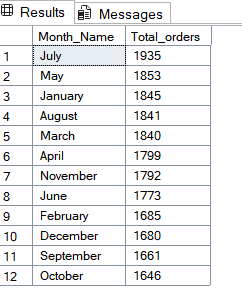 Results Messages
Month_Name Total_orders
1 July 1935
2 May 1853
3 January 1845
4 August 1841
5 March 1840
6 April 1799
7 November 1792
8 June 1773
9 February 1685
10 December 1680
11 September 1661
12 October 1646